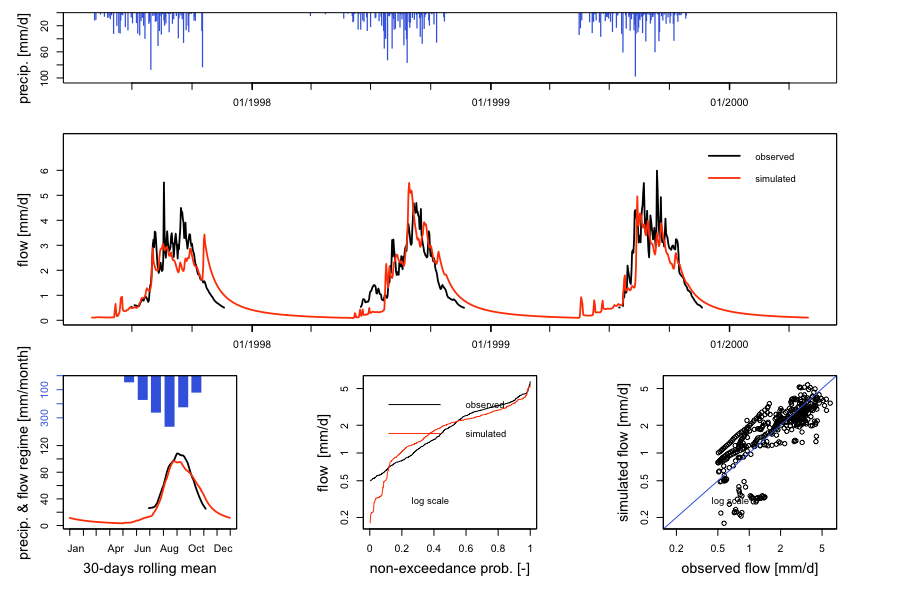 precip. [mm/d]
20
60
100
01/1998
01/1999
01/2000
flow [mm/d]
6
5
4
3
2
1
0
observed
simulated
01/1998
01/1999
01/2000
precip. & flow regime [mm/month]
100
300
120
80
40
0
Jan Apr Jun Aug Oct Dec
30-days rolling mean
flow [mm/d]
5
2
1
0.5
0.2
observed
simulated
log scale
0 0.2 0.4 0.6 0.8 1
non-exceedance prob. [-]
simulated flow [mm/d]
5
2
1
0.5
0.2
log scale
0.2 0.5 1 2 5
observed flow [mm/d]